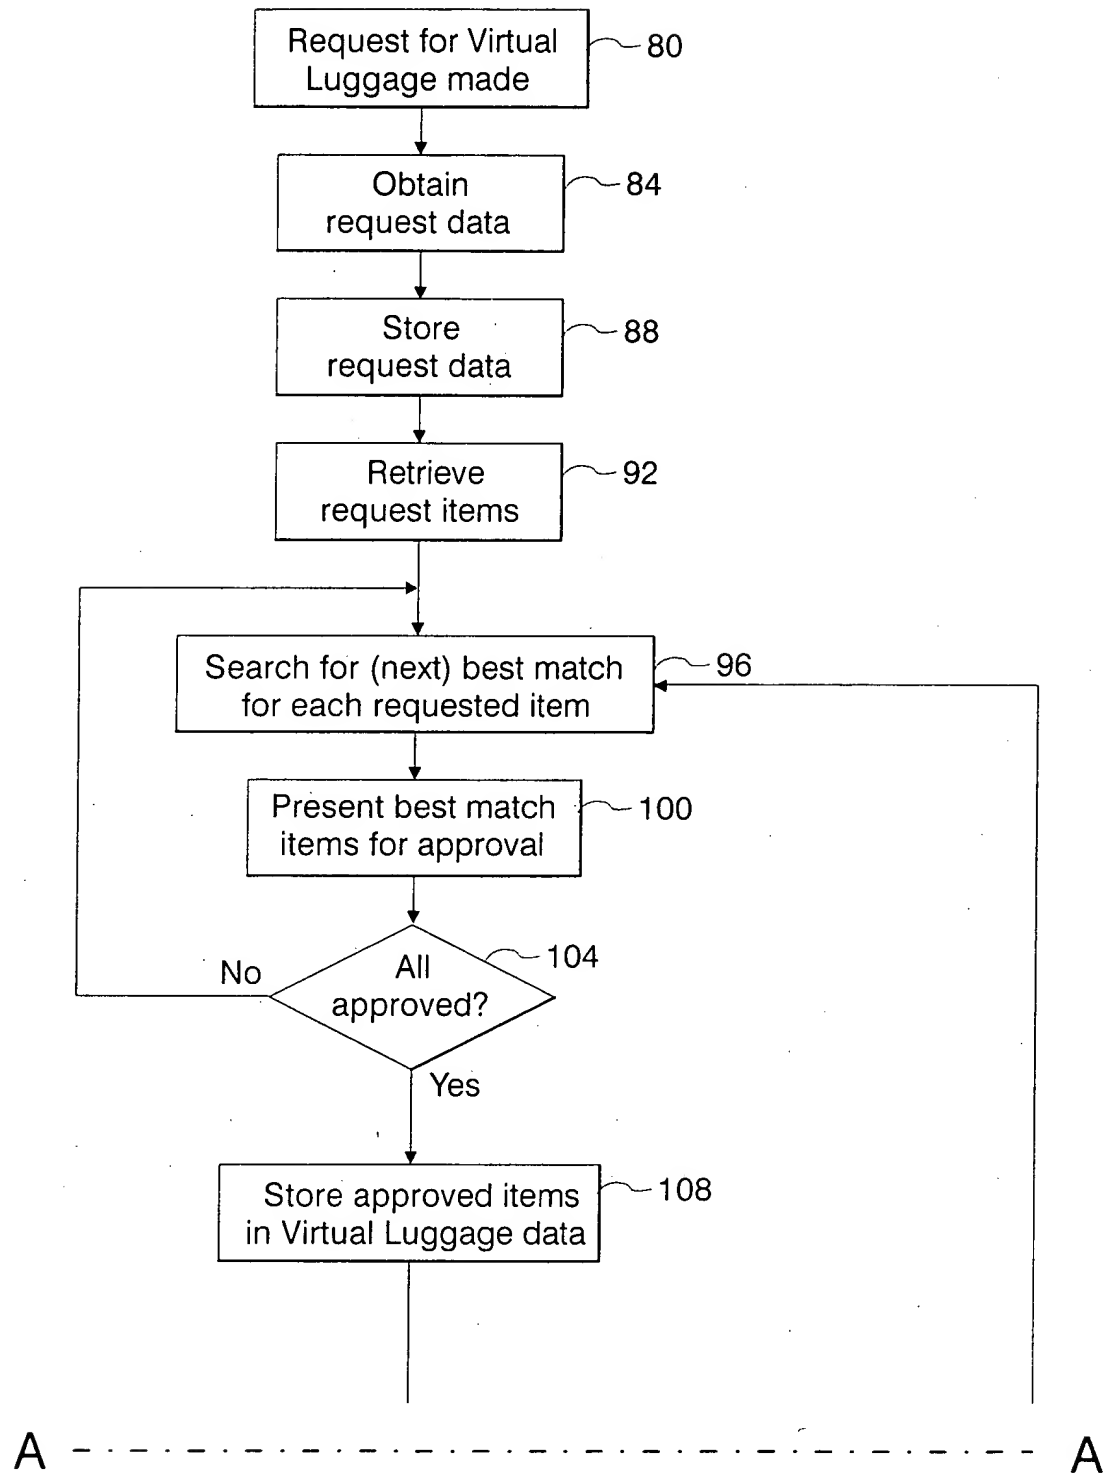 Request for Virtual
Luggage made
80
Obtain
request data
84
Store
request data
88
Retrieve
request items
92
Search for (next) best match
for each requested item
96
Present best match
items for approval
100
All
approved?
104
No
Yes
Store approved items
in Virtual Luggage data
108
A
A